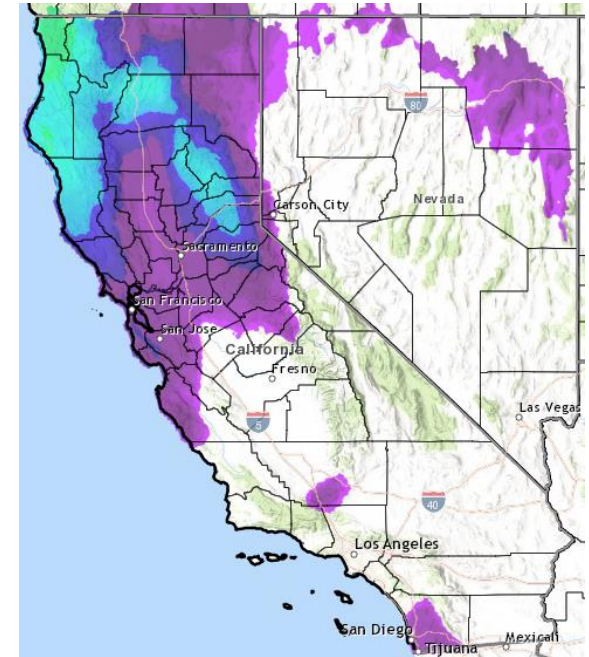 80
Carson City
Nevada
Sacramento
San Francisco
San Jose
California
Fresno
Las Vegas
5
40
Los Angeles
San Diego
Mexicali
Tijuana